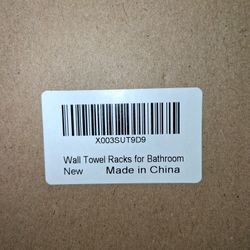 X003SUT9D9
Wall Towel Racks for Bathroom
New Made in China